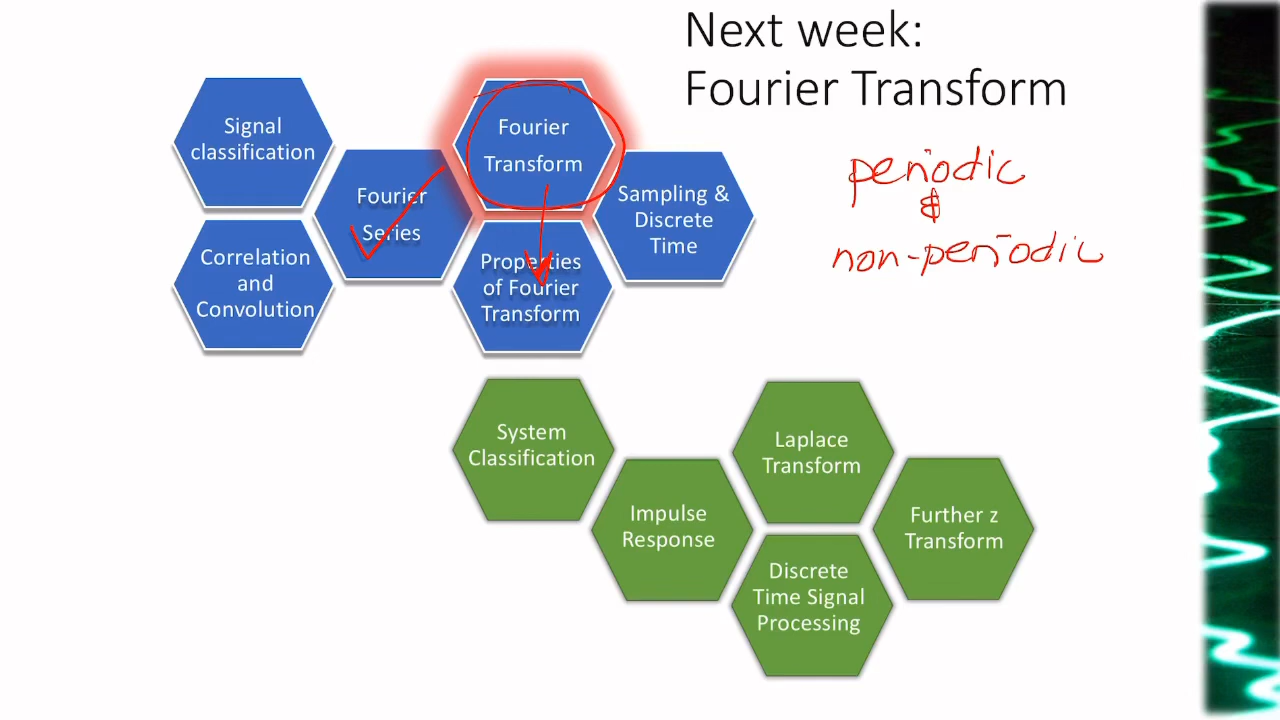 Next week:
Fourier Transform
Signal
classification
Fourier
Series
Correlation
and
Convolution
Fourier
Transform
Properties
of Fourier
Transform
Sampling &
Discrete
Time
periodic
&
non-periodic
System
Classification
Impulse
Response
Laplace
Transform
Discrete
Time Signal
Processing
Further z
Transform